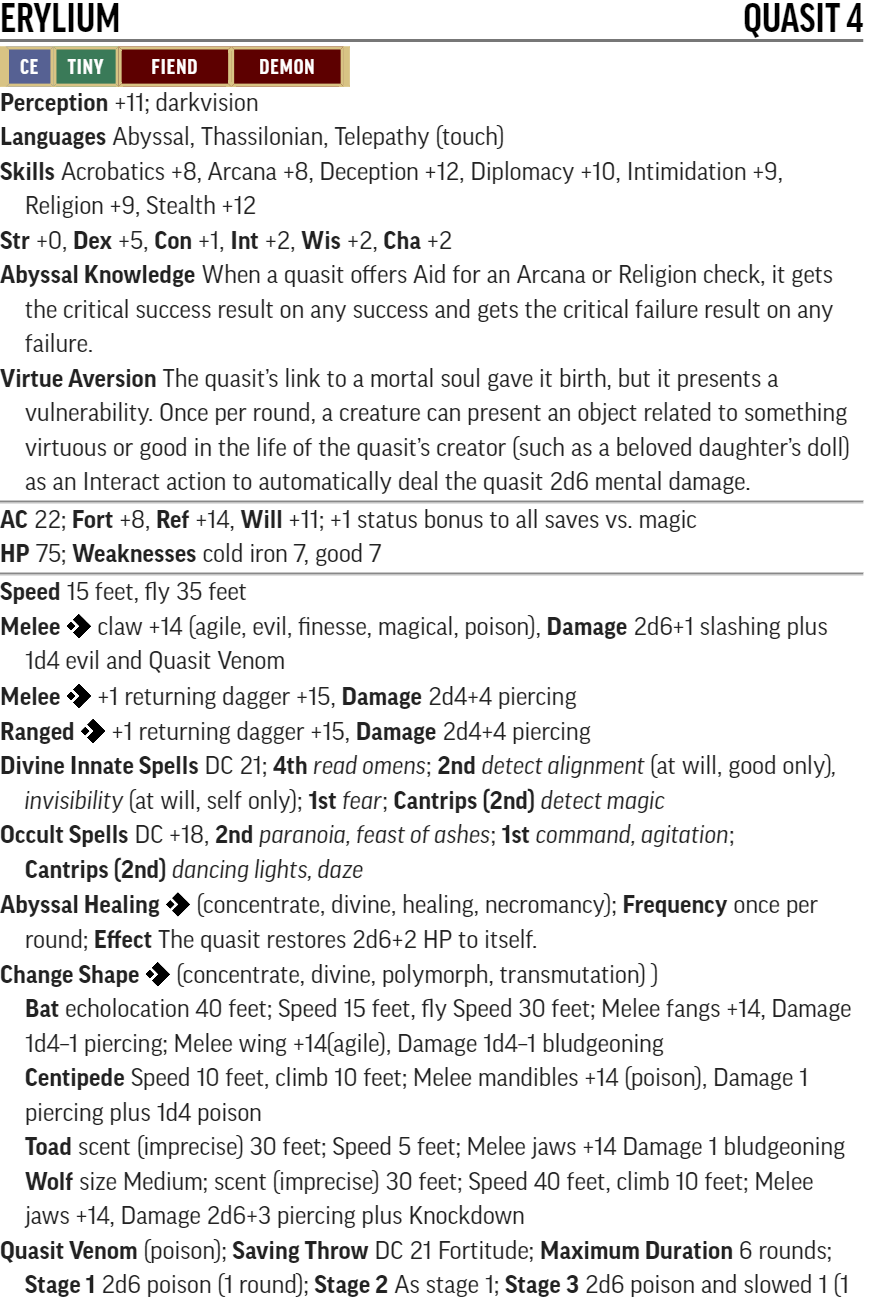 ERYLIUM QUASIT 4
CE TINY FIEND DEMON
Perception +11; darkvision
Languages Abyssal, Thassilonian, Telepathy (touch)
Skills Acrobatics +8, Arcana +8, Deception +12, Diplomacy +10, Intimidation +9,
Religion +9, Stealth +12
Str +0, Dex +5, Con +1, Int +2, Wis +2, Cha +2
Abyssal Knowledge When a quasit offers Aid for an Arcana or Religion check, it gets
the critical success result on any success and gets the critical failure result on any
failure.
Virtue Aversion The quasit's link to a mortal soul gave it birth, but it presents a
vulnerability. Once per round, a creature can present an object related to something
virtuous or good in the life of the quasit's creator (such as a beloved daughter's doll)
as an Interact action to automatically deal the quasit 2d6 mental damage.
AC 22; Fort +8, Ref +14, Will +11; +1 status bonus to all saves vs. magic
HP 75; Weaknesses cold iron 7, good 7
Speed 15 feet, fly 35 feet
Melee claw +14 (agile, evil, finesse, magical, poison), Damage 2d6+1 slashing plus
1d4 evil and Quasit Venom
Melee +1 returning dagger +15, Damage 2d4+4 piercing
Ranged +1 returning dagger +15, Damage 2d4+4 piercing
Divine Innate Spells DC 21; 4th read omens; 2nd detect alignment (at will, good only),
invisibility (at will, self only); 1st fear; Cantrips (2nd) detect magic
Occult Spells DC +18, 2nd paranoia, feast of ashes; 1st command, agitation;
Cantrips (2nd) dancing lights, daze
Abyssal Healing (concentrate, divine, healing, necromancy); Frequency once per
round; Effect The quasit restores 2d6+2 HP to itself.
Change Shape (concentrate, divine, polymorph, transmutation) )
Bat echolocation 40 feet; Speed 15 feet, fly Speed 30 feet; Melee fangs +14, Damage
1d4–1 piercing; Melee wing +14(agile), Damage 1d4–1 bludgeoning
Centipede Speed 10 feet, climb 10 feet; Melee mandibles +14 (poison), Damage 1
piercing plus 1d4 poison
Toad scent (imprecise) 30 feet; Speed 5 feet; Melee jaws +14 Damage 1 bludgeoning
Wolf size Medium; scent (imprecise) 30 feet; Speed 40 feet, climb 10 feet; Melee
jaws +14, Damage 2d6+3 piercing plus Knockdown
Quasit Venom (poison); Saving Throw DC 21 Fortitude; Maximum Duration 6 rounds;
Stage 1 2d6 poison (1 round); Stage 2 As stage 1; Stage 3 2d6 poison and slowed 1 (1